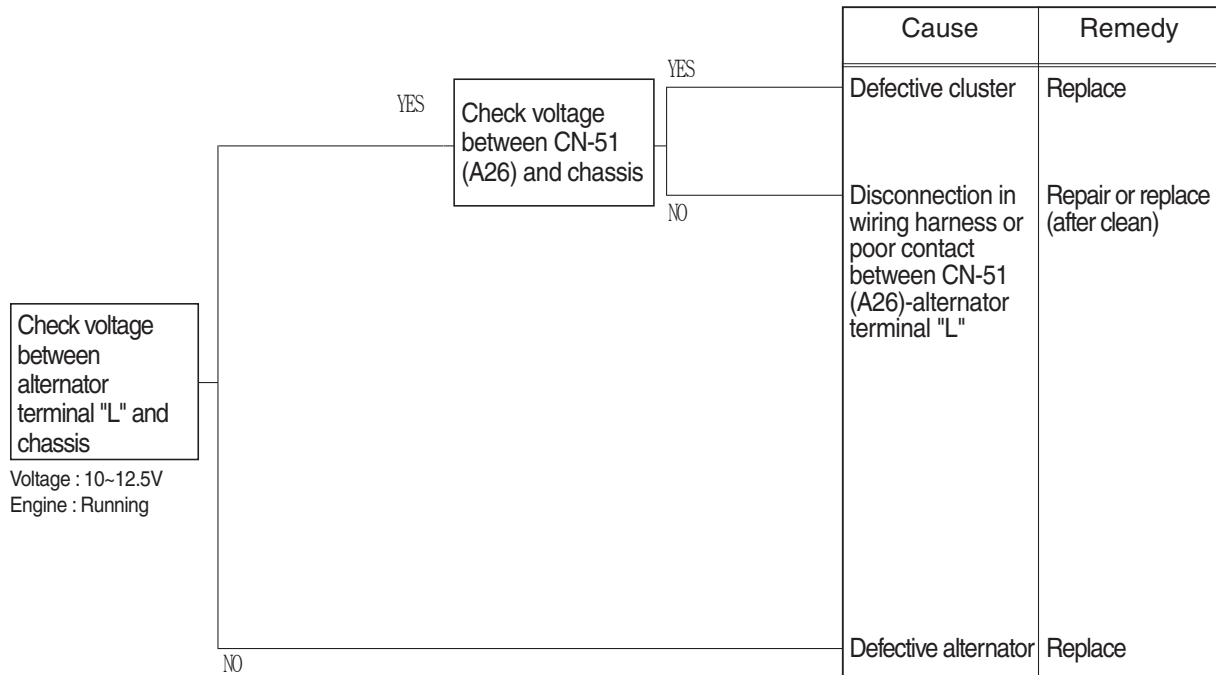 Cause
Remedy
YES
YES
Check voltage
between CN-51
(A26) and chassis
Defective cluster
Replace
NO
Disconnection in
wiring harness or
poor contact
between CN-51
(A26)-alternator
terminal "L"
Repair or replace
(after clean)
Check voltage
between
alternator
terminal "L" and
chassis
Voltage : 10~12.5V
Engine : Running
NO
Defective alternator
Replace